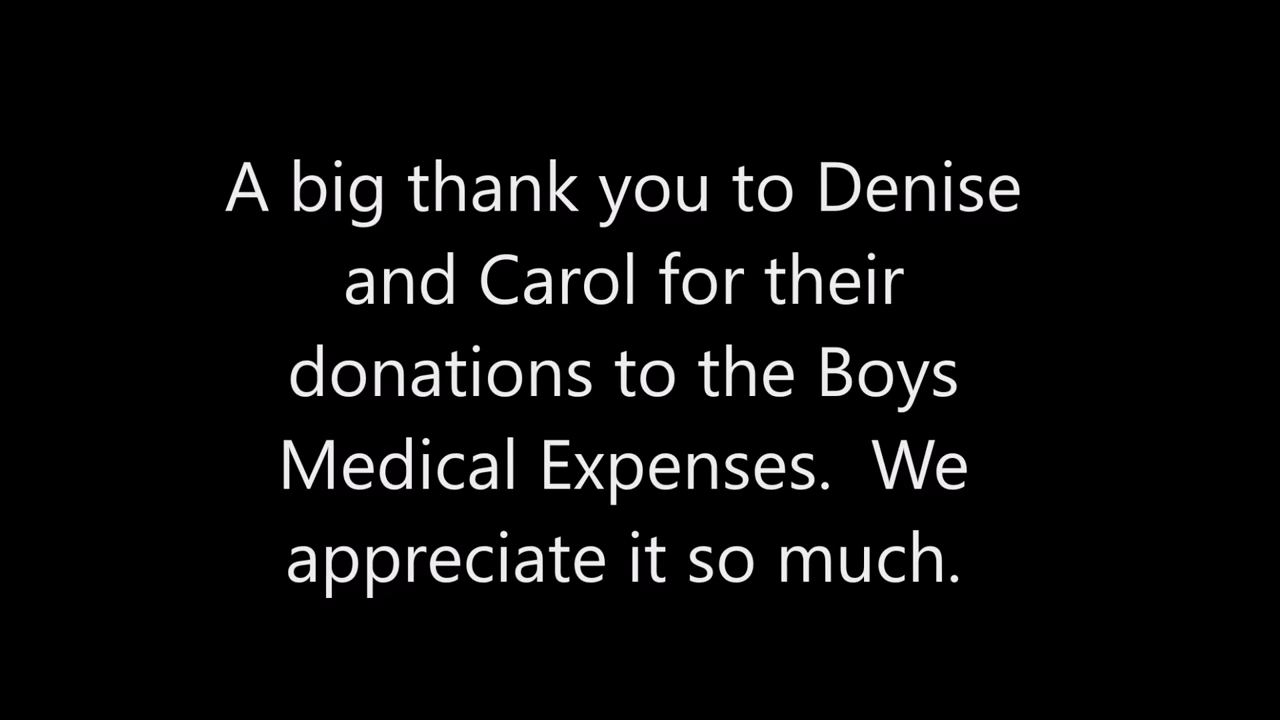 A big thank you to Denise
and Carol for their
donations to the Boys
Medical Expenses.  We
appreciate it so much.